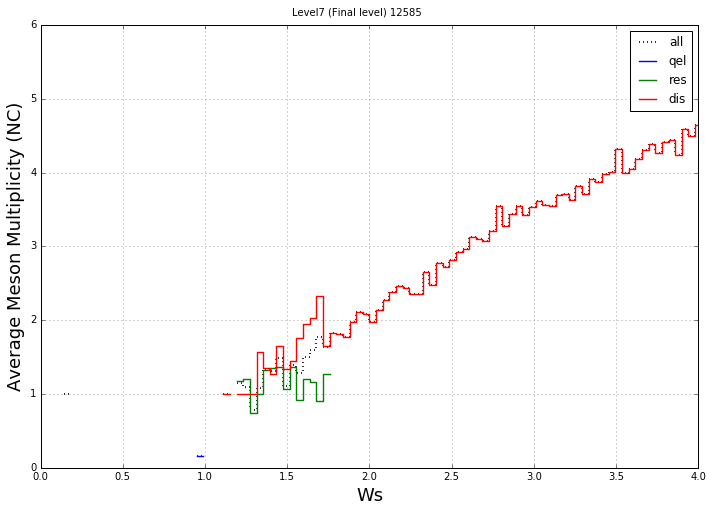 Level7 (Final level) 12585
Average Meson Multiplicity (NC)
6
5
4
3
2
1
0
all
qel
res
dis
0.0 0.5 1.0 1.5 2.0 2.5 3.0 3.5 4.0
Ws